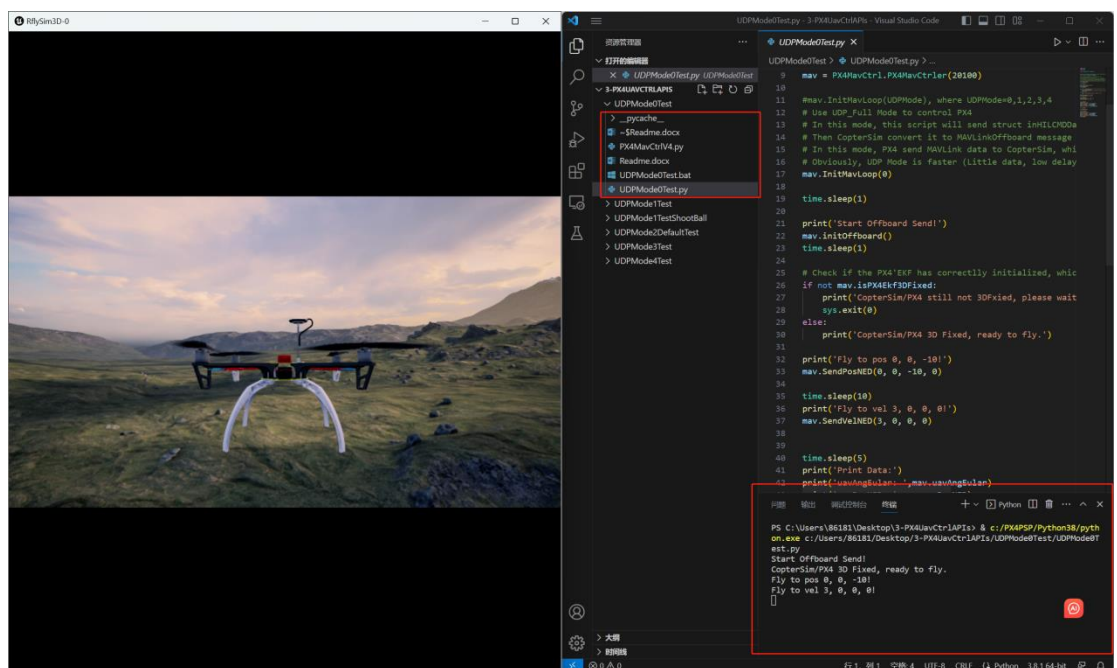 RflySim3D-0
UDPMode0Test.py - 3-PX4UavCtrlAPIs - Visual Studio Code
资源管理器
打开的编辑器
UDPMode0Test.py UDPMode0Test
3-PX4UAVCTRLAPIS
UDPMode0Test
__pycache__
~$Readme.docx
PX4MavCtrlV4.py
Readme.docx
UDPMode0Test.bat
UDPMode0Test.py
UDPMode1Test
UDPMode1TestShootBall
UDPMode2DefaultTest
UDPMode3Test
UDPMode4Test
大纲
时间线
UDPMode0Test.py
UDPMode0Test > UDPMode0Test.py > ...
9 mav = PX4MavCtrl.PX4MavCtrler(20100)
10
11 #mav.InitMavLoop(UDPMode), where UDPMode=0,1,2,3,4
12 # Use UDP_Full Mode to control PX4
13 # In this mode, this script will send struct inHILCMDDa
14 # Then CopterSim convert it to MAVLinkOffboard message
15 # In this mode, PX4 send MAVLink data to CopterSim, whi
16 # Obviously, UDP Mode is faster (Little data, low delay
17 mav.InitMavLoop(0)
18
19 time.sleep(1)
20
21 print('Start Offboard Send!')
22 mav.initOffboard()
23 time.sleep(1)
24
25 # Check if the PX4'EKF has correctlly initialized, whic
26 if not mav.isPX4Ekf3DFixed:
27 print('CopterSim/PX4 still not 3DFxied, please wait
28 sys.exit(0)
29 else:
30 print('CopterSim/PX4 3D Fixed, ready to fly.')
31
32 print('Fly to pos 0, 0, -10!')
33 mav.SendPosNED(0, 0, -10, 0)
34
35 time.sleep(10)
36 print('Fly to vel 3, 0, 0, 0!')
37 mav.SendVelNED(3, 0, 0, 0)
38
39
40 time.sleep(5)
41 print('Print Data:')
42 print('uavAngEular: ',mav.uavAngEular)
问题 输出 调试控制台 终端 Python
PS C:\Users\86181\Desktop\3-PX4UavCtrlAPIs> & c:/PX4PSP/Python38/pyth
on.exe c:/Users/86181/Desktop/3-PX4UavCtrlAPIs/UDPMode0Test/UDPMode0T
est.py
Start Offboard Send!
CopterSim/PX4 3D Fixed, ready to fly.
Fly to pos 0, 0, -10!
Fly to vel 3, 0, 0, 0!
0 0 行 1, 列 1 空格: 4 UTF-8 CRLF Python 3.8.1 64-bit